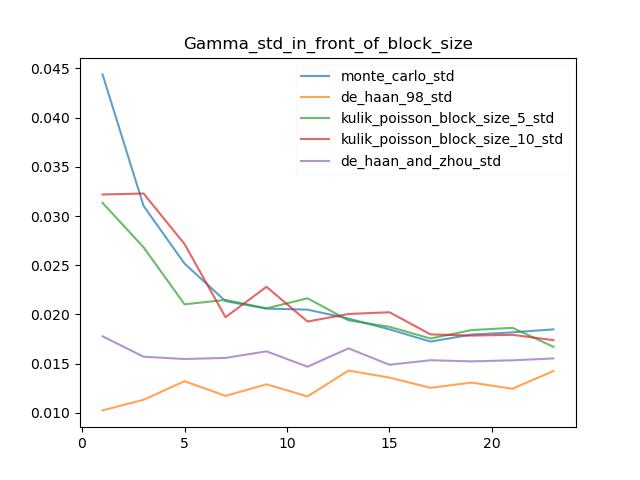 Gamma_std_in_front_of_block_size
0.045
0.040
0.035
0.030
0.025
0.020
0.015
0.010
monte_carlo_std
de_haan_98_std
kulik_poisson_block_size_5_std
kulik_poisson_block_size_10_std
de_haan_and_zhou_std
0 5 10 15 20